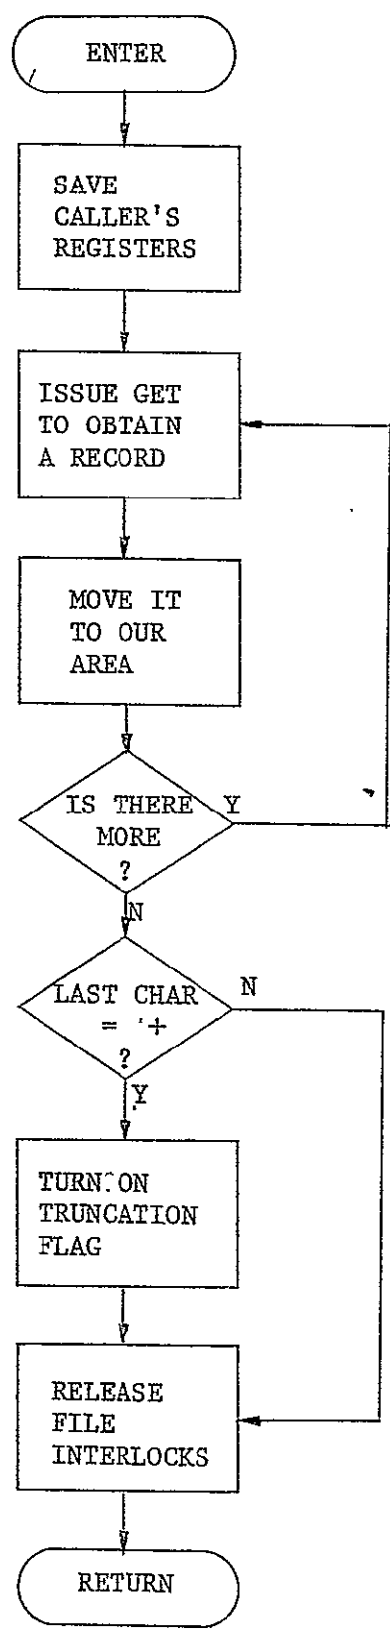 ENTER
SAVE
CALLER'S
REGISTERS
ISSUE GET
TO OBTAIN
A RECORD
MOVE IT
TO OUR
AREA
IS THERE
MORE
?
Y
N
LAST CHAR
= '+
?
N
Y
TURN ON
TRUNCATION
FLAG
RELEASE
FILE
INTERLOCKS
RETURN